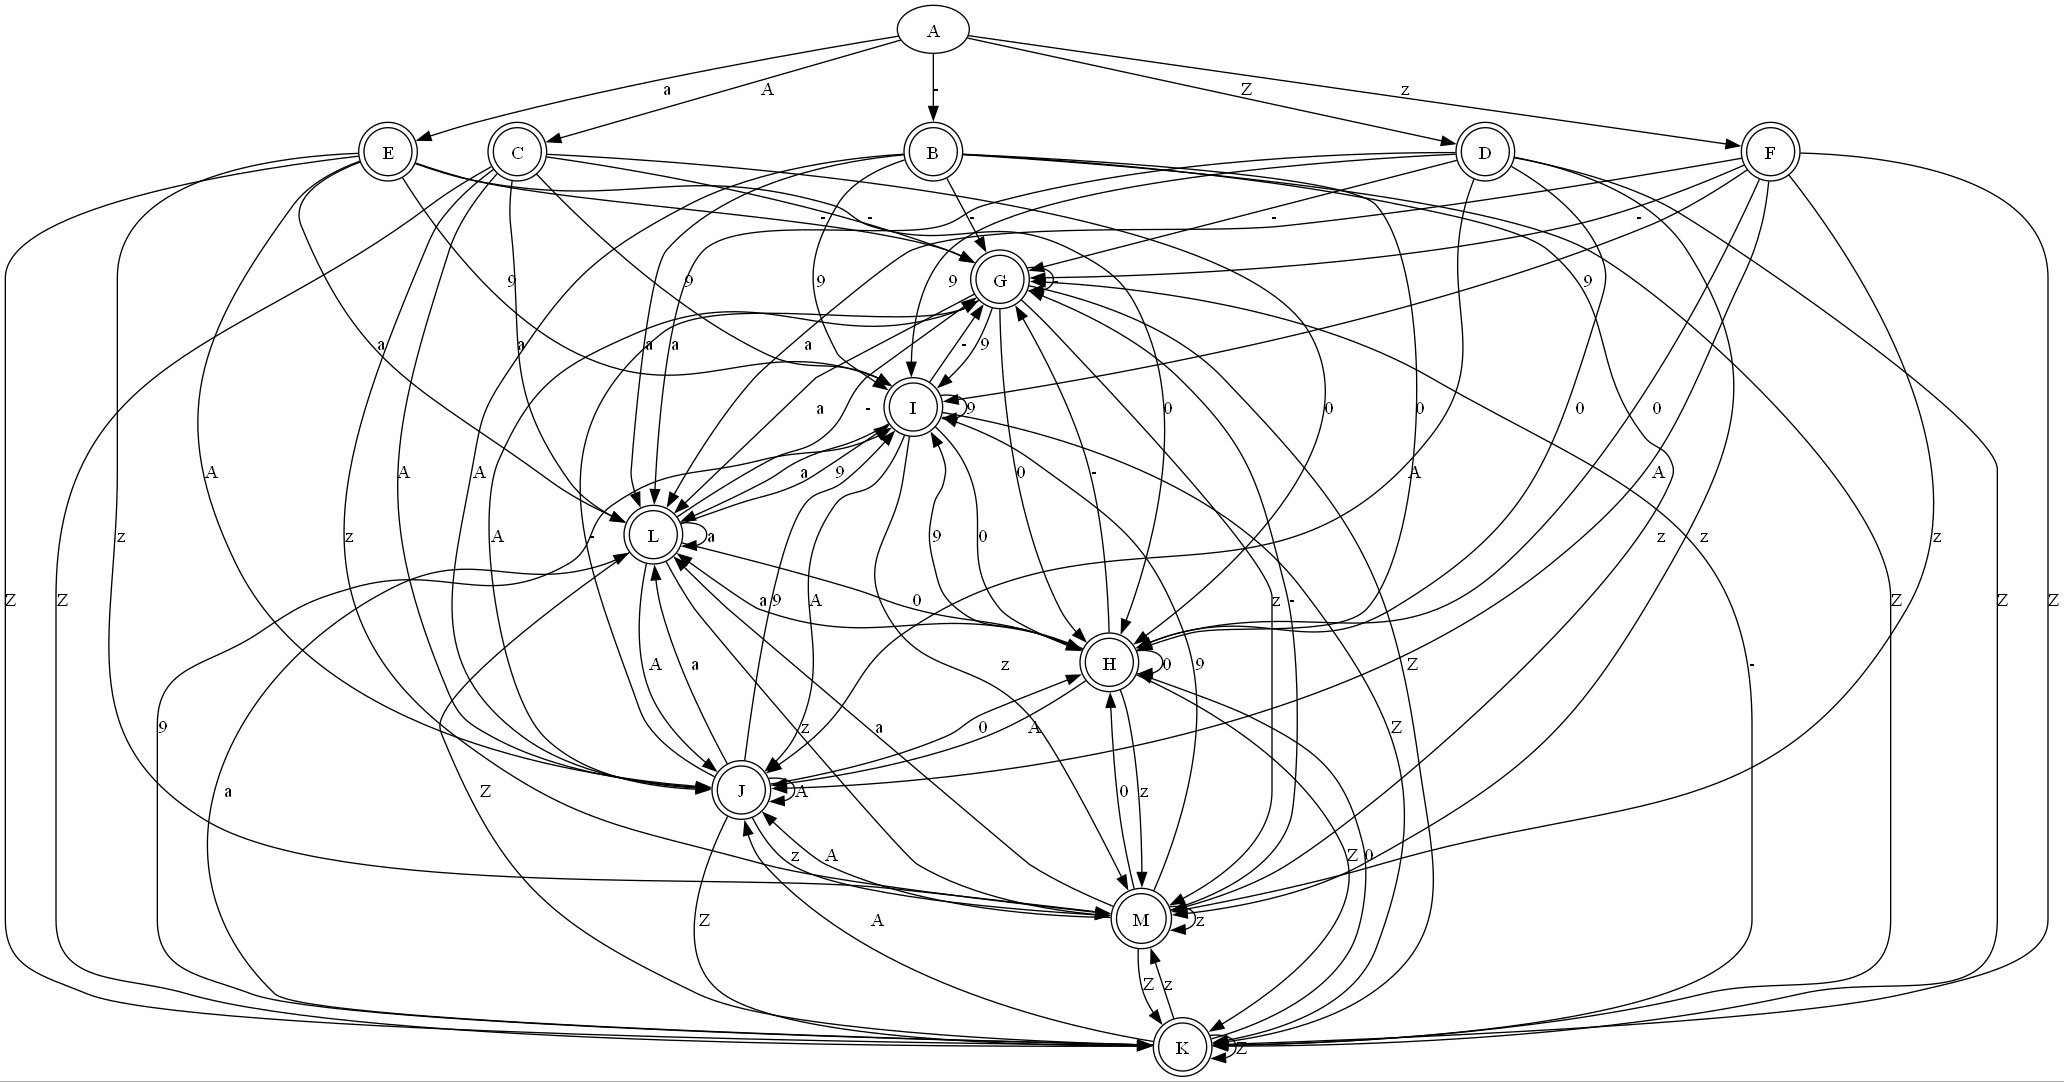 A
a A - Z z
E C B D F
- - - - -
9 9 9 9 9
G -
a a a a a - 9
I 9
a - 0 0 0 0 0
A A A a 9 0 A A
z z A - L a 9 0 z z z
Z Z a 0 z - Z Z Z
A a z Z -
H 0
9 a 0 A z 9 Z
J A
a Z 0 z
z A Z 0
Z A M z
Z z
K Z